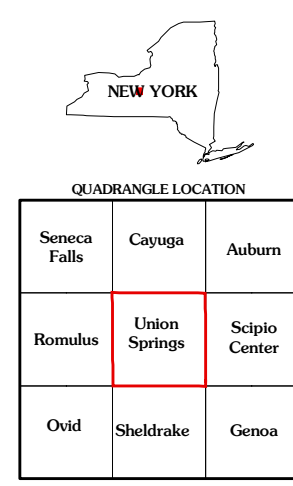 NEW YORK
QUADRANGLE LOCATION
Seneca
Falls
Cayuga
Auburn
Romulus
Union
Springs
Scipio
Center
Ovid
Sheldrake
Genoa